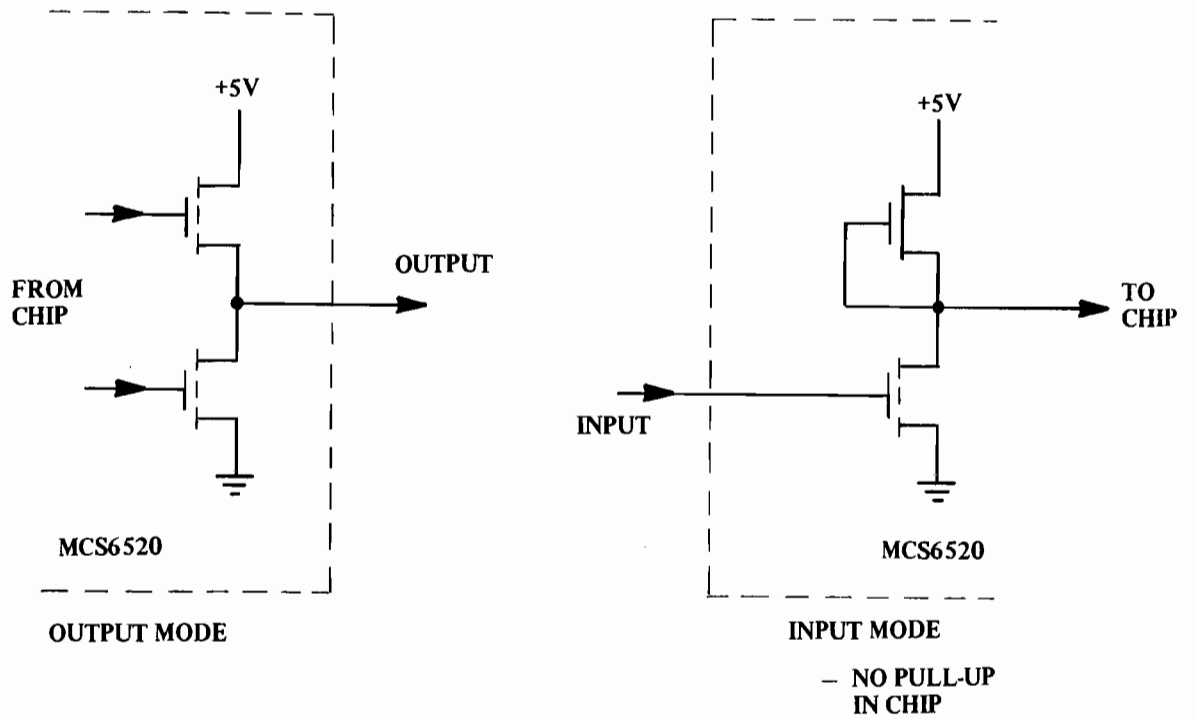 +5V
FROM
CHIP
OUTPUT
MCS6520
OUTPUT MODE
+5V
TO
CHIP
INPUT
MCS6520
INPUT MODE
– NO PULL-UP
IN CHIP